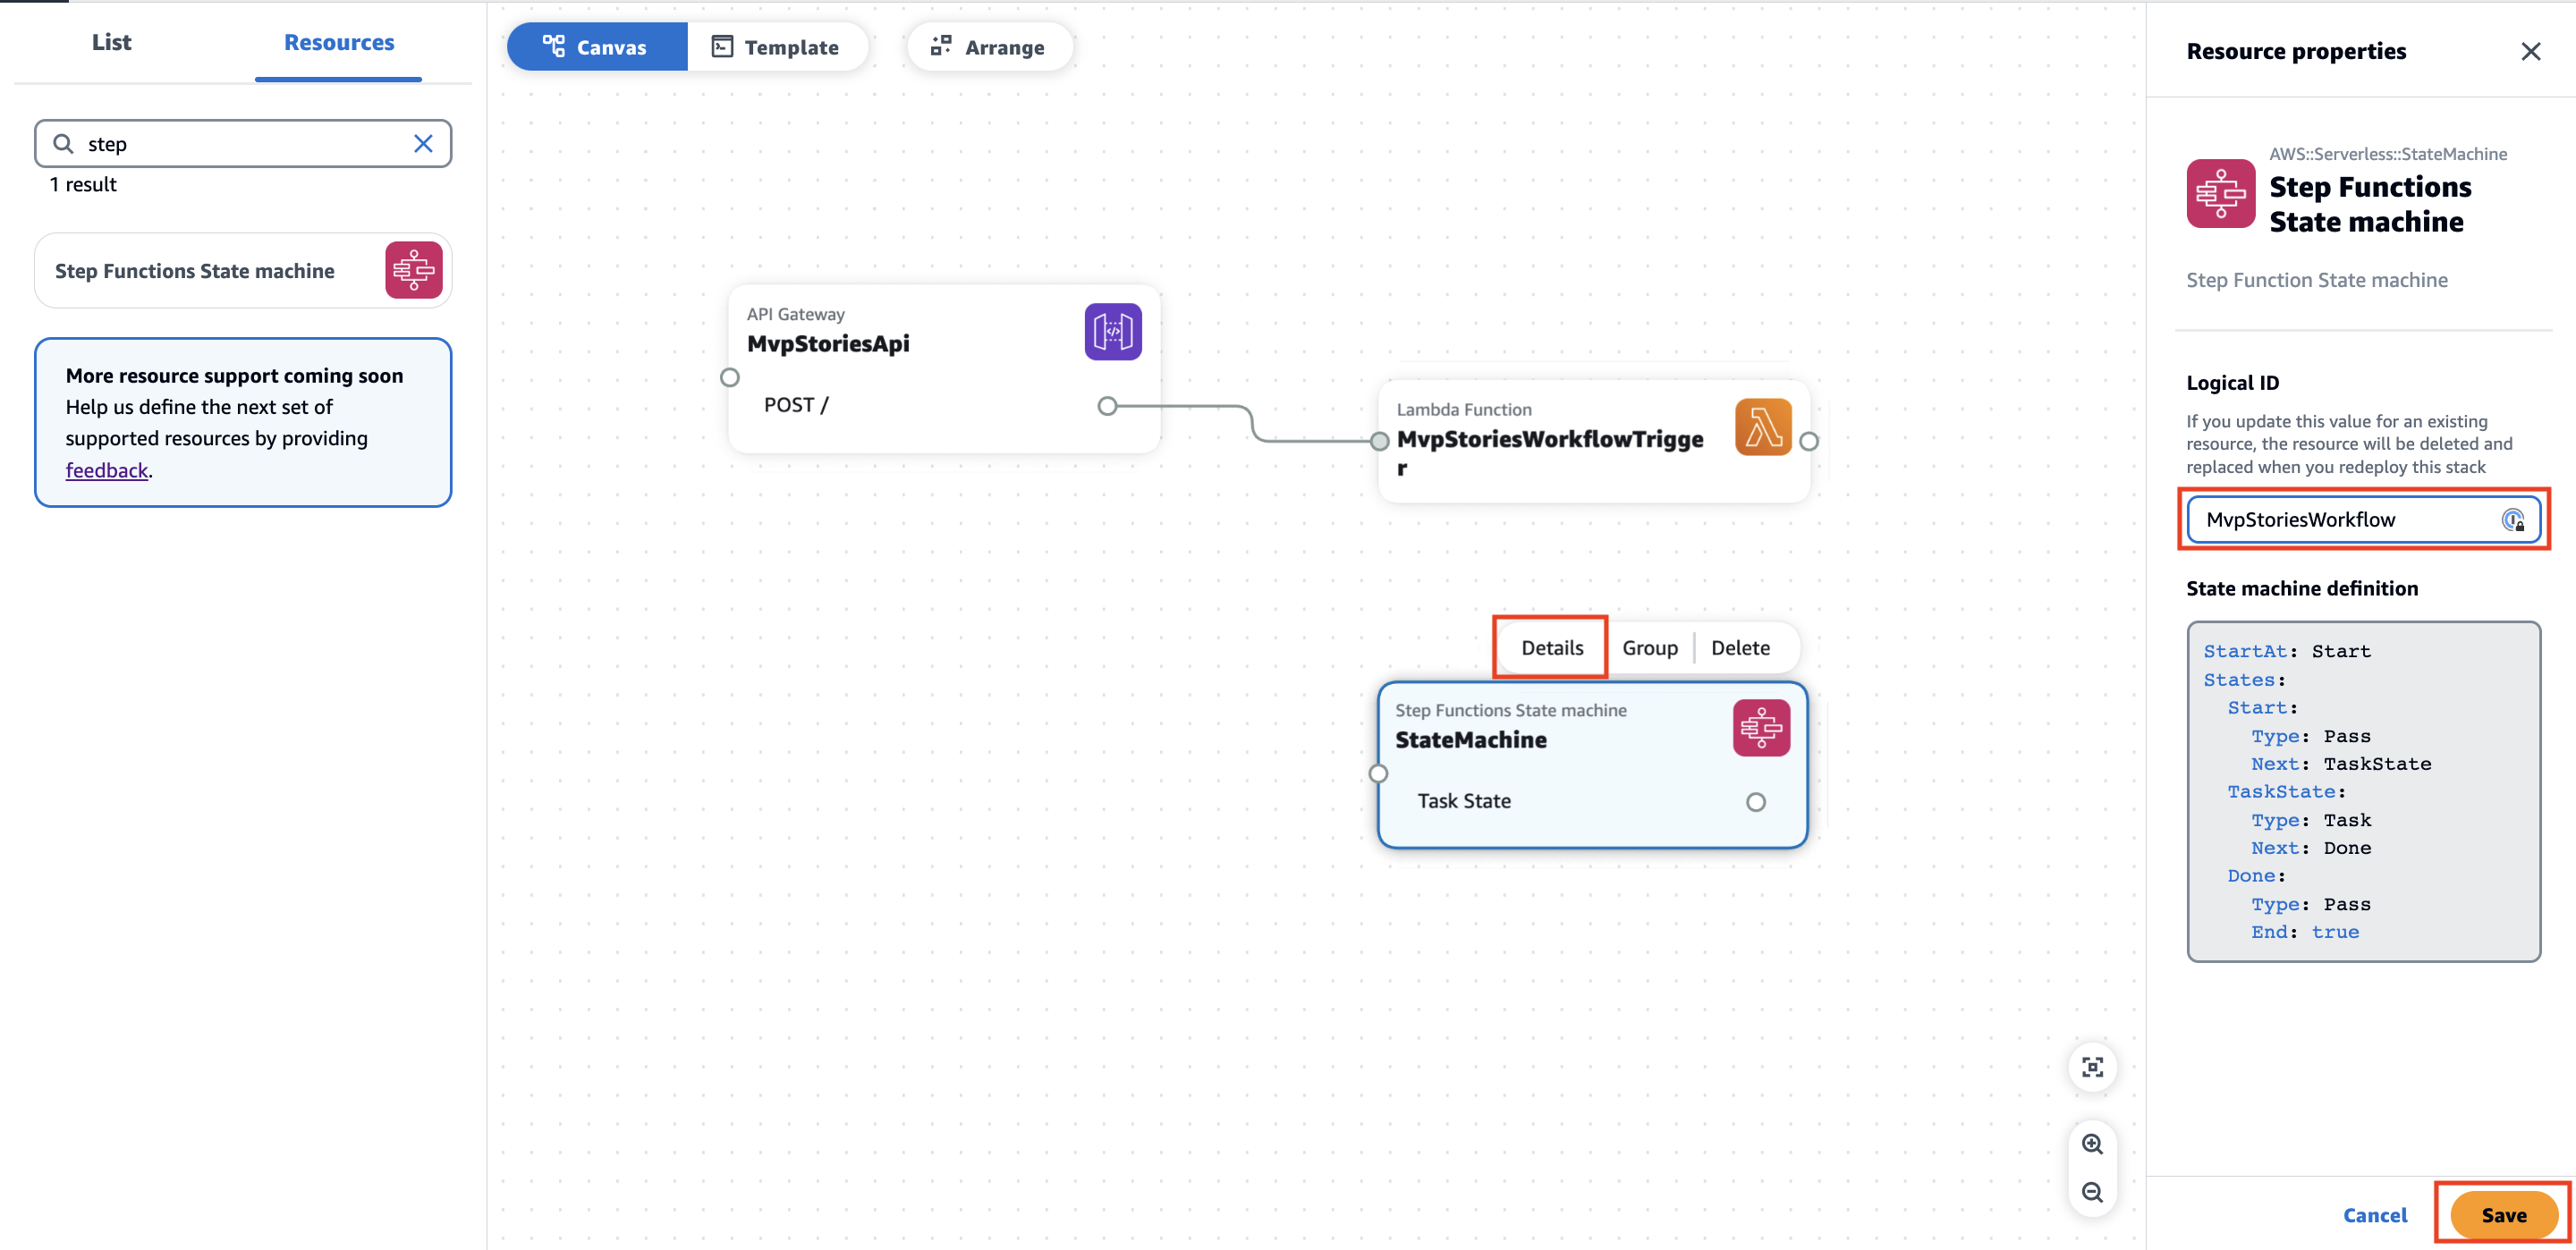 List
Resources
step
1 result
Step Functions State machine
More resource support coming soon
Help us define the next set of
supported resources by providing
feedback.
Canvas
Template
Arrange
API Gateway
MvpStoriesApi
POST /
Lambda Function
MvpStoriesWorkflowTrigge
r
Details
Group
Delete
Step Functions State machine
StateMachine
Task State
Resource properties
AWS::Serverless::StateMachine
Step Functions
State machine
Step Function State machine
Logical ID
If you update this value for an existing
resource, the resource will be deleted and
replaced when you redeploy this stack
MvpStoriesWorkflow
State machine definition
StartAt: Start
States:
  Start:
    Type: Pass
    Next: TaskState
  TaskState:
    Type: Task
    Next: Done
  Done:
    Type: Pass
    End: true
Cancel
Save